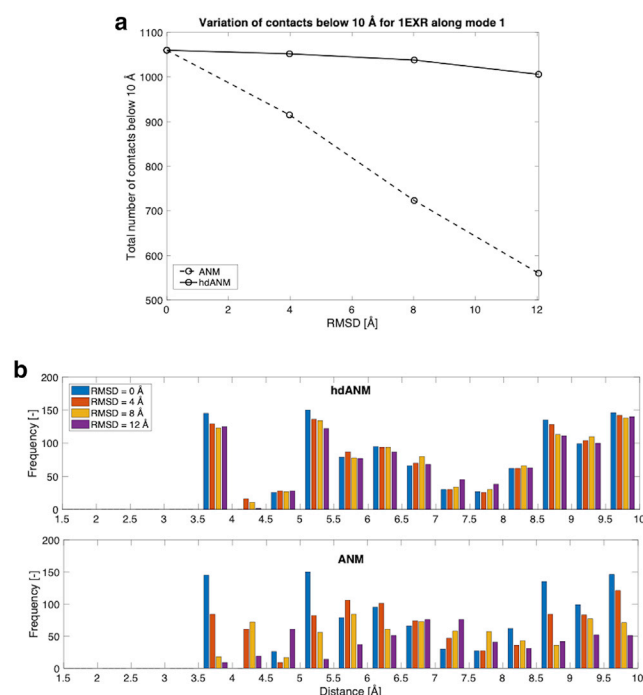 a
Variation of contacts below 10 Å for 1EXR along mode 1
Total number of contacts below 10 Å
1100
1000
900
800
700
600
500
ANM
hdANM
0 2 4 6 8 10 12
RMSD [Å]
b
hdANM
Frequency [-]
200
150
100
50
0
RMSD = 0 Å
RMSD = 4 Å
RMSD = 8 Å
RMSD = 12 Å
1.5 2 2.5 3 3.5 4 4.5 5 5.5 6 6.5 7 7.5 8 8.5 9 9.5 10
ANM
Frequency [-]
200
150
100
50
0
1.5 2 2.5 3 3.5 4 4.5 5 5.5 6 6.5 7 7.5 8 8.5 9 9.5 10
Distance [Å]